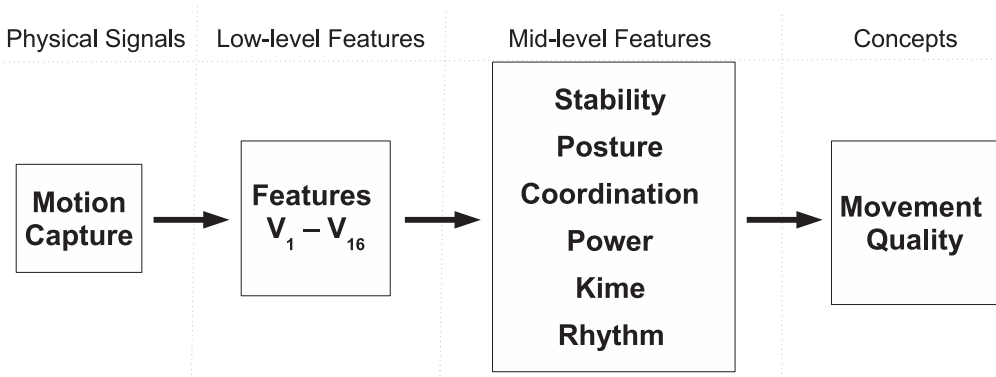 Physical Signals
Low-level Features
Mid-level Features
Concepts
Motion
Capture
Features
V₁ – V₁₆
Stability
Posture
Coordination
Power
Kime
Rhythm
Movement
Quality